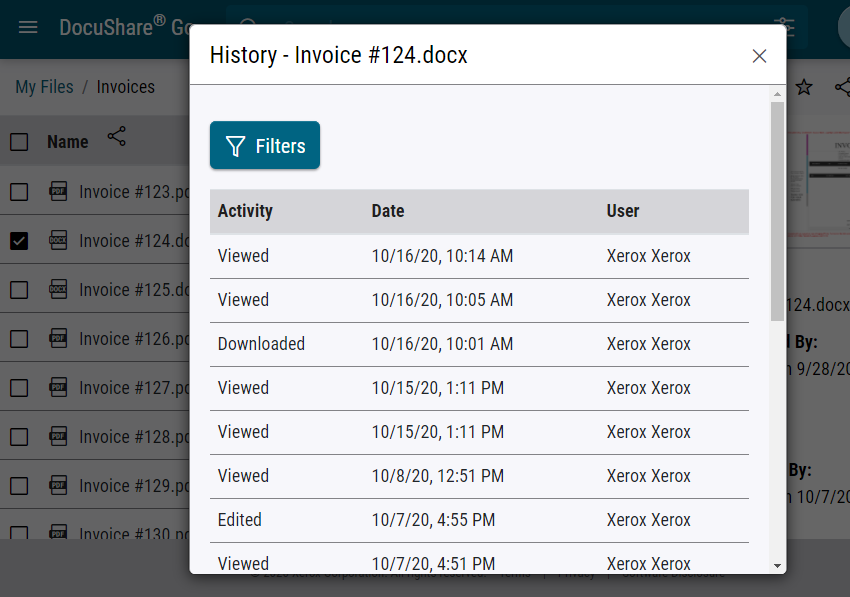 DocuShare® Go
History - Invoice #124.docx
My Files / Invoices
Filters
Name
Activity Date User
Invoice #123.pd
Viewed 10/16/20, 10:14 AM Xerox Xerox
Invoice #124.do
Viewed 10/16/20, 10:05 AM Xerox Xerox
Invoice #125.do
Downloaded 10/16/20, 10:01 AM Xerox Xerox
Invoice #126.pd
Viewed 10/15/20, 1:11 PM Xerox Xerox
Invoice #127.pd
Viewed 10/15/20, 1:11 PM Xerox Xerox
Invoice #128.pd
Viewed 10/8/20, 12:51 PM Xerox Xerox
Invoice #129.pd
Edited 10/7/20, 4:55 PM Xerox Xerox
Invoice #130.pd
Viewed 10/7/20, 4:51 PM Xerox Xerox
124.docx
By:
9/28/20
By:
10/7/20